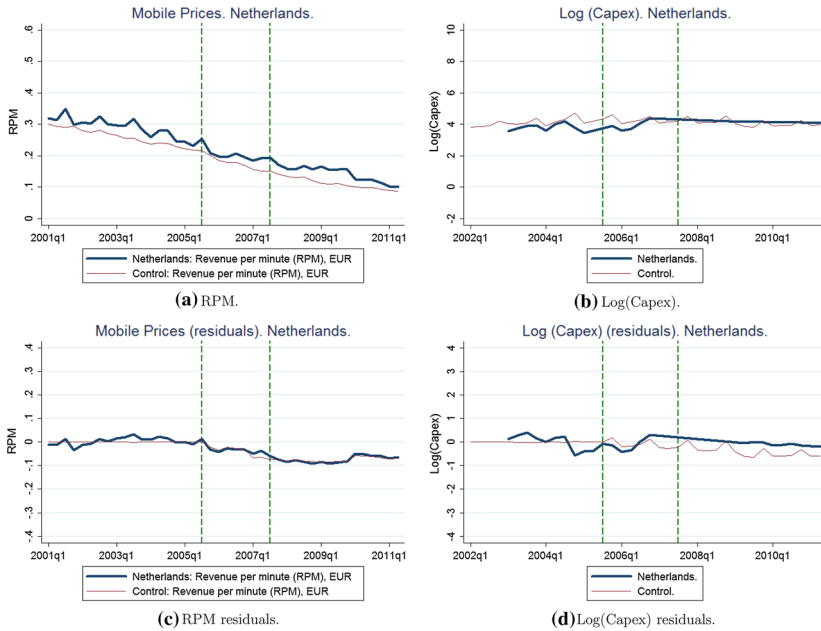 Mobile Prices. Netherlands.
RPM
.6
.5
.4
.3
.2
.1
0
2001q1 2003q1 2005q1 2007q1 2009q1 2011q1
Netherlands: Revenue per minute (RPM), EUR
Control: Revenue per minute (RPM), EUR
(a) RPM.
Log (Capex). Netherlands.
Log(Capex)
10
8
6
4
2
0
-2
2002q1 2004q1 2006q1 2008q1 2010q1
Netherlands.
Control.
(b) Log(Capex).
Mobile Prices (residuals). Netherlands.
RPM
.4
.3
.2
.1
0
-.1
-.2
-.3
-.4
2001q1 2003q1 2005q1 2007q1 2009q1 2011q1
Netherlands: Revenue per minute (RPM), EUR
Control: Revenue per minute (RPM), EUR
(c) RPM residuals.
Log (Capex) (residuals). Netherlands.
Log(Capex)
4
3
2
1
0
-1
-2
-3
-4
2002q1 2004q1 2006q1 2008q1 2010q1
Netherlands.
Control.
(d) Log(Capex) residuals.